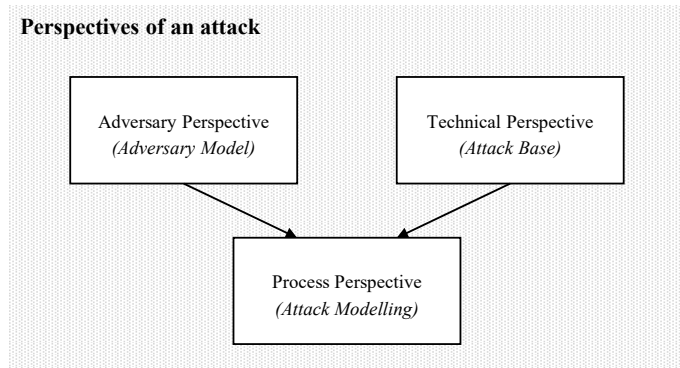 Perspectives of an attack
Adversary Perspective
(Adversary Model)
Technical Perspective
(Attack Base)
Process Perspective
(Attack Modelling)